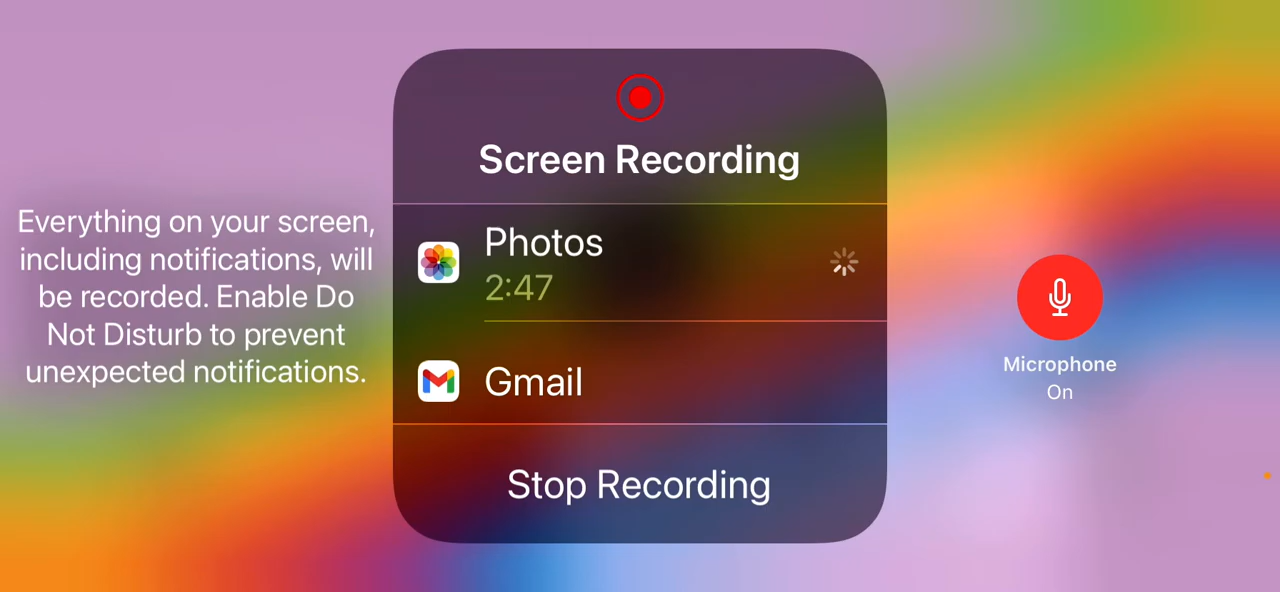 Everything on your screen,
including notifications, will
be recorded. Enable Do
Not Disturb to prevent
unexpected notifications.
Screen Recording
Photos
2:47
Gmail
Stop Recording
Microphone
On